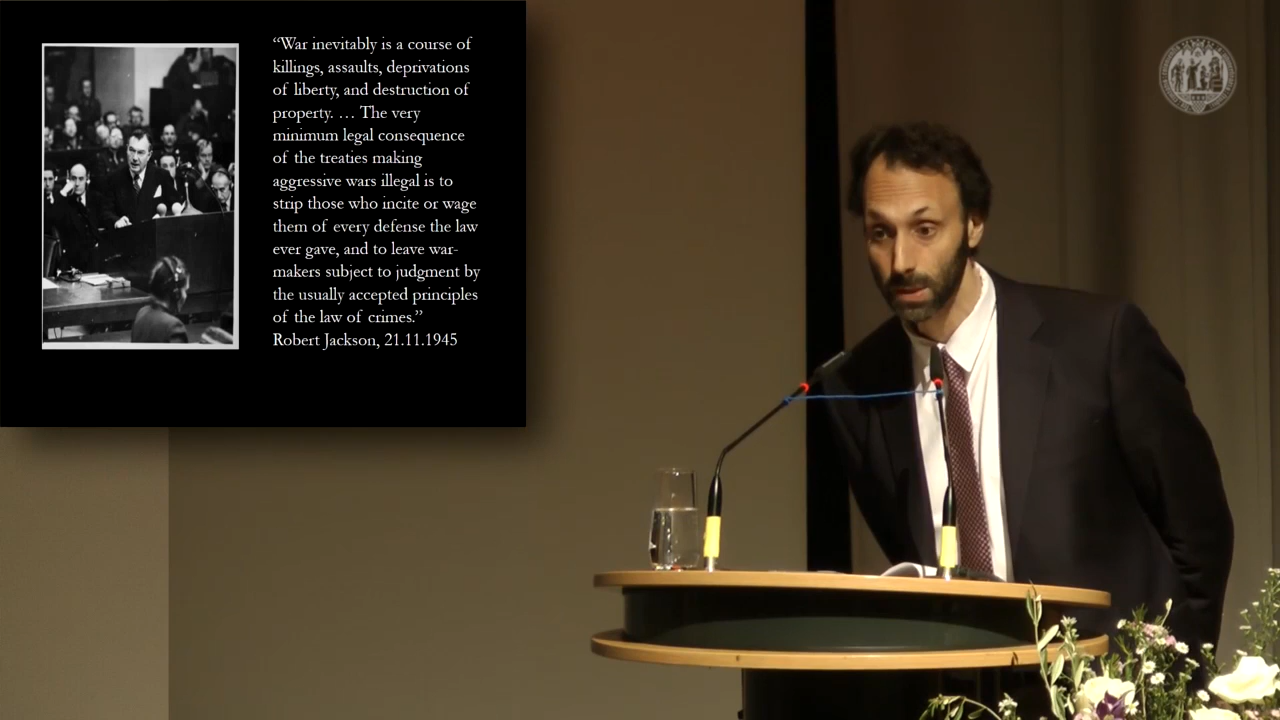 “War inevitably is a course of
killings, assaults, deprivations
of liberty, and destruction of
property. … The very
minimum legal consequence
of the treaties making
aggressive wars illegal is to
strip those who incite or wage
them of every defense the law
ever gave, and to leave war-
makers subject to judgment by
the usually accepted principles
of the law of crimes.”
Robert Jackson, 21.11.1945